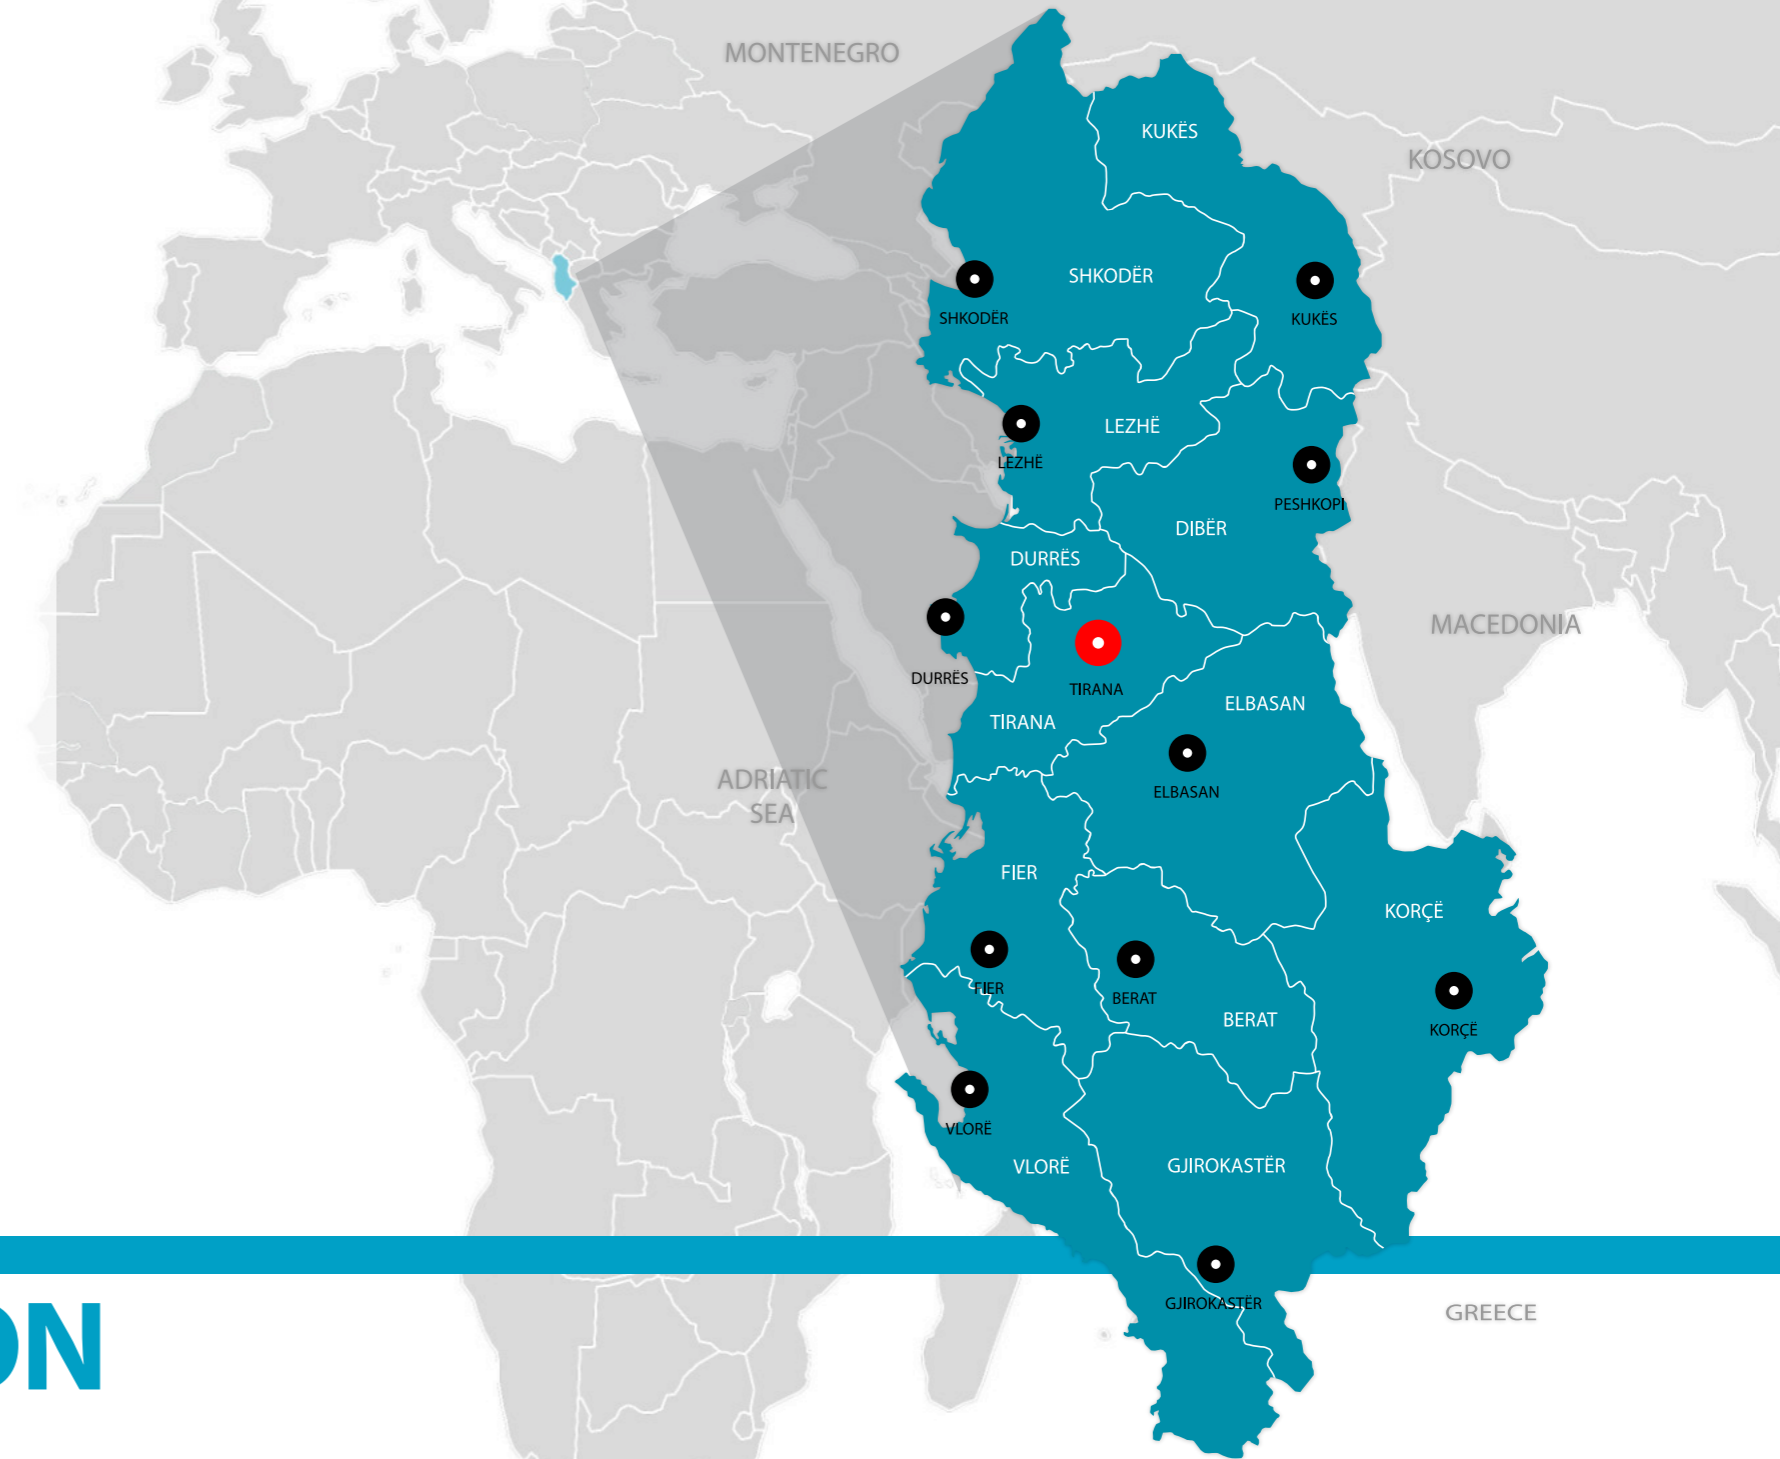 MONTENEGRO
KUKËS
KOSOVO
SHKODËR
SHKODËR
KUKËS
LEZHË
LEZHË
PESHKOPI
DIBËR
DURRËS
MACEDONIA
DURRËS
TIRANA
ELBASAN
TIRANA
ADRIATIC
SEA
ELBASAN
FIER
KORÇË
FIER
BERAT
BERAT
KORÇË
VLORË
VLORË
GJIROKASTËR
GJIROKASTËR
GREECE
ON